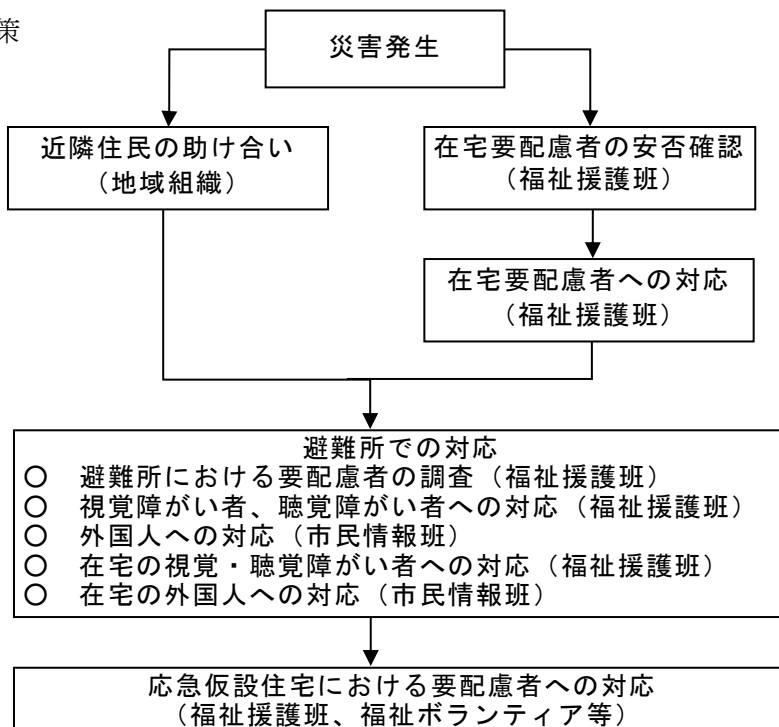 策
災害発生
近隣住民の助け合い
（地域組織）
在宅要配慮者の安否確認
（福祉援護班）
在宅要配慮者への対応
（福祉援護班）
避難所での対応
○　避難所における要配慮者の調査（福祉援護班）
○　視覚障がい者、聴覚障がい者への対応（福祉援護班）
○　外国人への対応（市民情報班）
○　在宅の視覚・聴覚障がい者への対応（福祉援護班）
○　在宅の外国人への対応（市民情報班）
応急仮設住宅における要配慮者への対応
（福祉援護班、福祉ボランティア等）